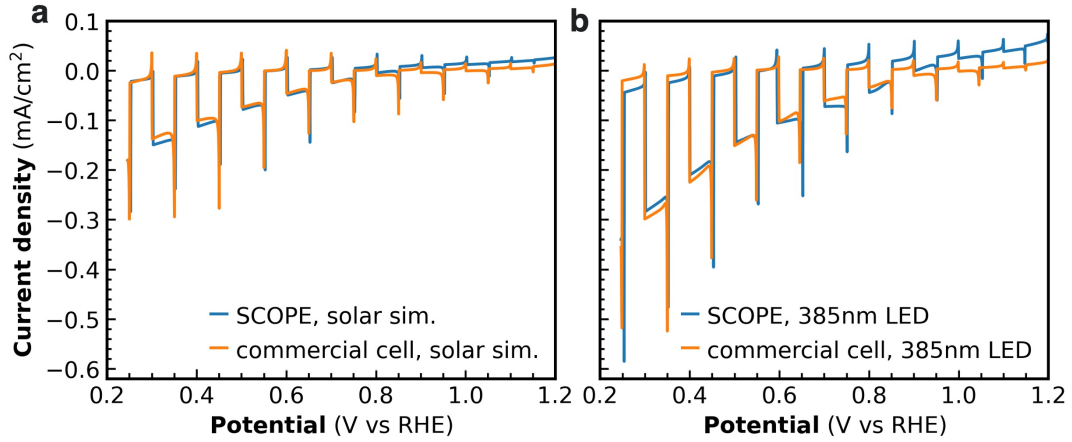 a
b
Current density (mA/cm²)
0.1
0.0
−0.1
−0.2
−0.3
−0.4
−0.5
−0.6
SCOPE, solar sim.
commercial cell, solar sim.
0.2 0.4 0.6 0.8 1.0 1.2
Potential (V vs RHE)
SCOPE, 385nm LED
commercial cell, 385nm LED
0.2 0.4 0.6 0.8 1.0 1.2
Potential (V vs RHE)